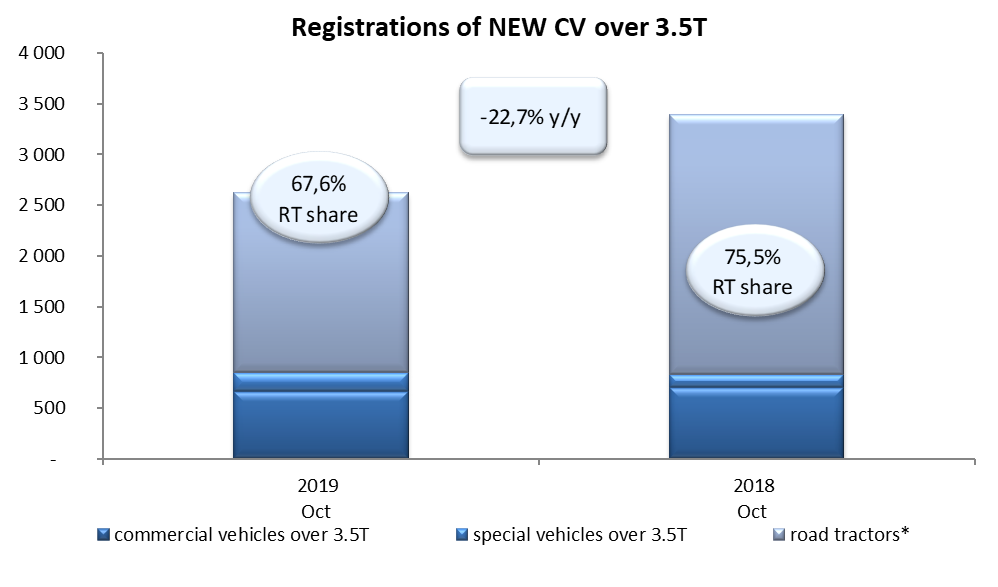 Registrations of NEW CV over 3.5T
4 000
3 500
3 000
2 500
2 000
1 500
1 000
500
-
-22,7% y/y
67,6%
RT share
75,5%
RT share
2019
Oct
2018
Oct
commercial vehicles over 3.5T
special vehicles over 3.5T
road tractors*